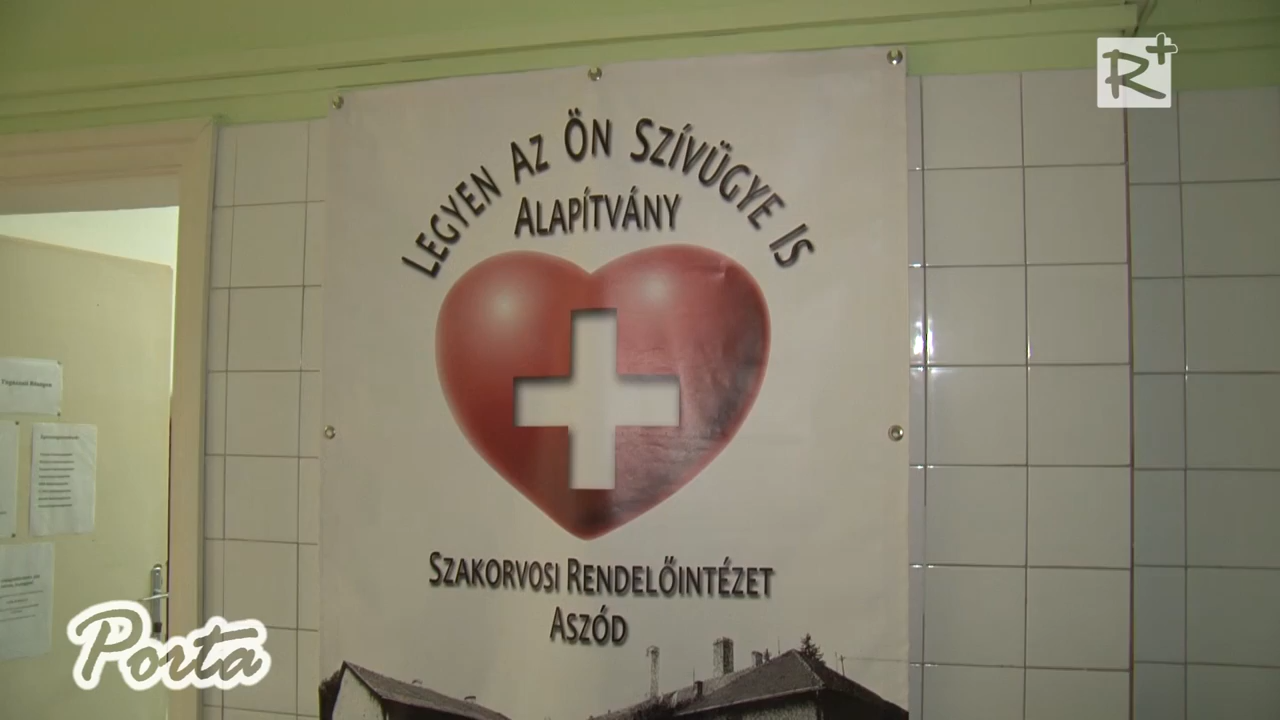 R+
LEGYEN AZ ÖN SZÍVÜGYE IS
ALAPÍTVÁNY
SZAKORVOSI RENDELŐINTÉZET
ASZÓD
Porta